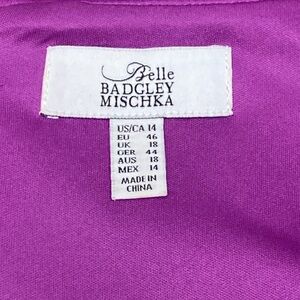 Belle
BADGLEY
MISCHKA
US/CA 14
EU 46
UK 18
GER 44
AUS 18
MEX 14
MADE IN
CHINA